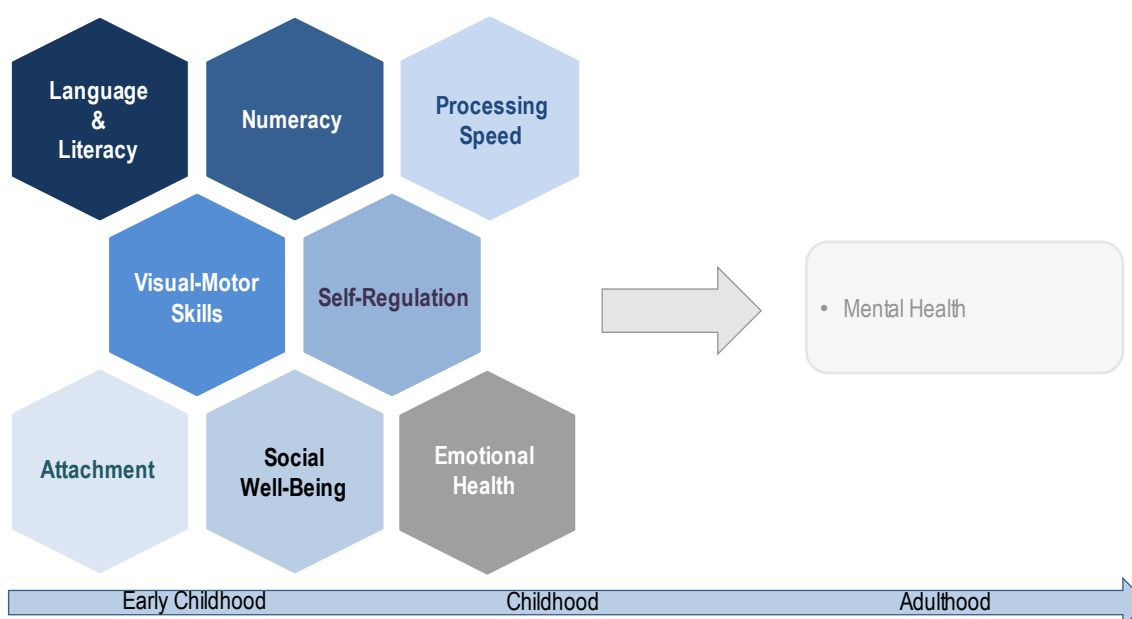 Language
&
Literacy
Numeracy
Processing
Speed
Visual-Motor
Skills
Self-Regulation
• Mental Health
Attachment
Social
Well-Being
Emotional
Health
Early Childhood
Childhood
Adulthood